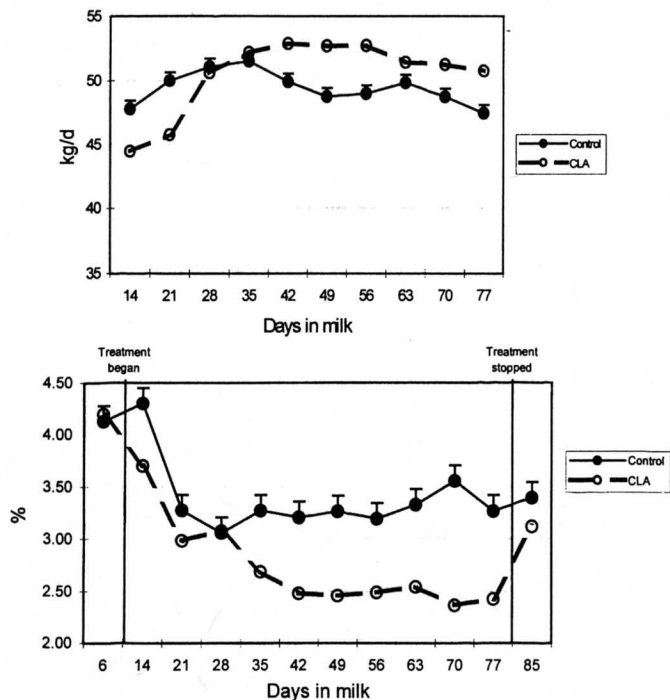 55
50
45
40
35
kg/d
14 21 28 35 42 49 56 63 70 77
Days in milk
Control
CLA
Treatment began
Treatment stopped
4.50
4.00
3.50
3.00
2.50
2.00
%
6 14 21 28 35 42 49 56 63 70 77 85
Days in milk
Control
CLA